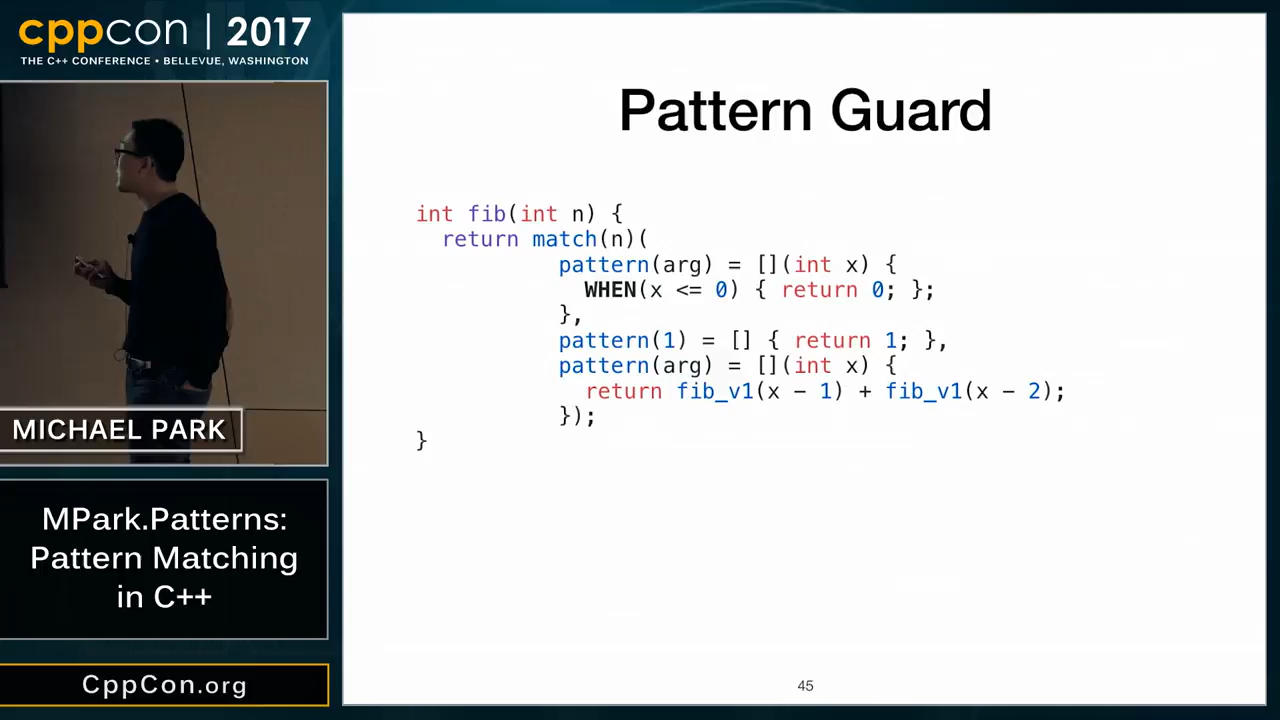 cppcon | 2017
THE C++ CONFERENCE • BELLEVUE, WASHINGTON
MICHAEL PARK
MPark.Patterns:
Pattern Matching
in C++
CppCon.org
Pattern Guard
int fib(int n) {
  return match(n)(
           pattern(arg) = [](int x) {
             WHEN(x <= 0) { return 0; };
           },
           pattern(1) = [] { return 1; },
           pattern(arg) = [](int x) {
             return fib_v1(x − 1) + fib_v1(x − 2);
           });
}
45